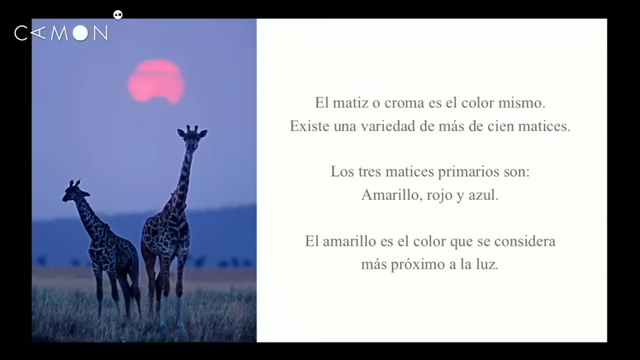 CAMON
El matiz o croma es el color mismo.
Existe una variedad de más de cien matices.
Los tres matices primarios son:
Amarillo, rojo y azul.
El amarillo es el color que se considera
más próximo a la luz.